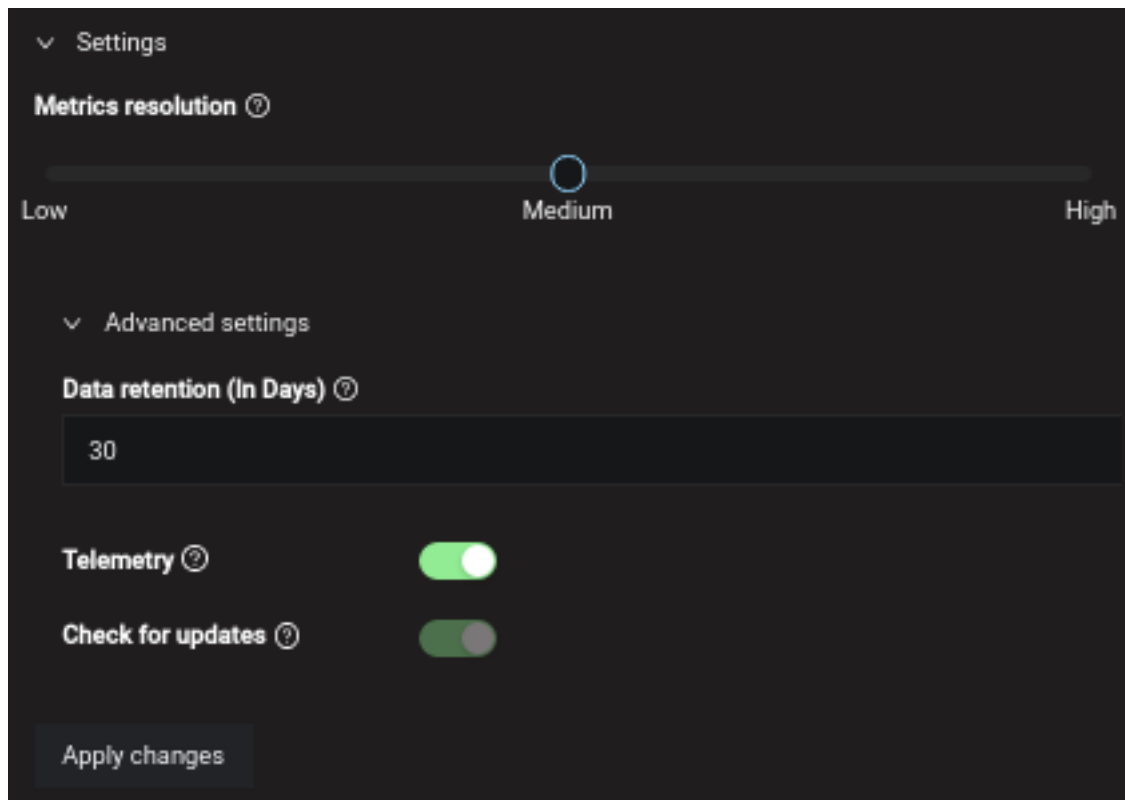 Settings
Metrics resolution ?
Low Medium High
Advanced settings
Data retention (In Days) ?
30
Telemetry ?
Check for updates ?
Apply changes